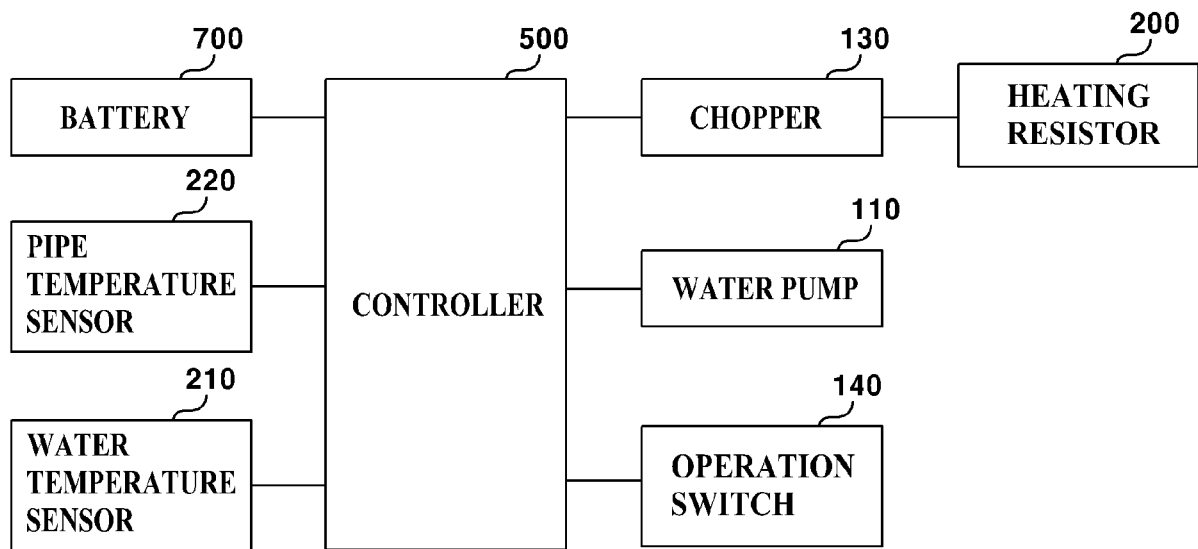 700
BATTERY
500
CONTROLLER
130
CHOPPER
200
HEATING
RESISTOR
220
PIPE
TEMPERATURE
SENSOR
110
WATER PUMP
210
WATER
TEMPERATURE
SENSOR
140
OPERATION
SWITCH